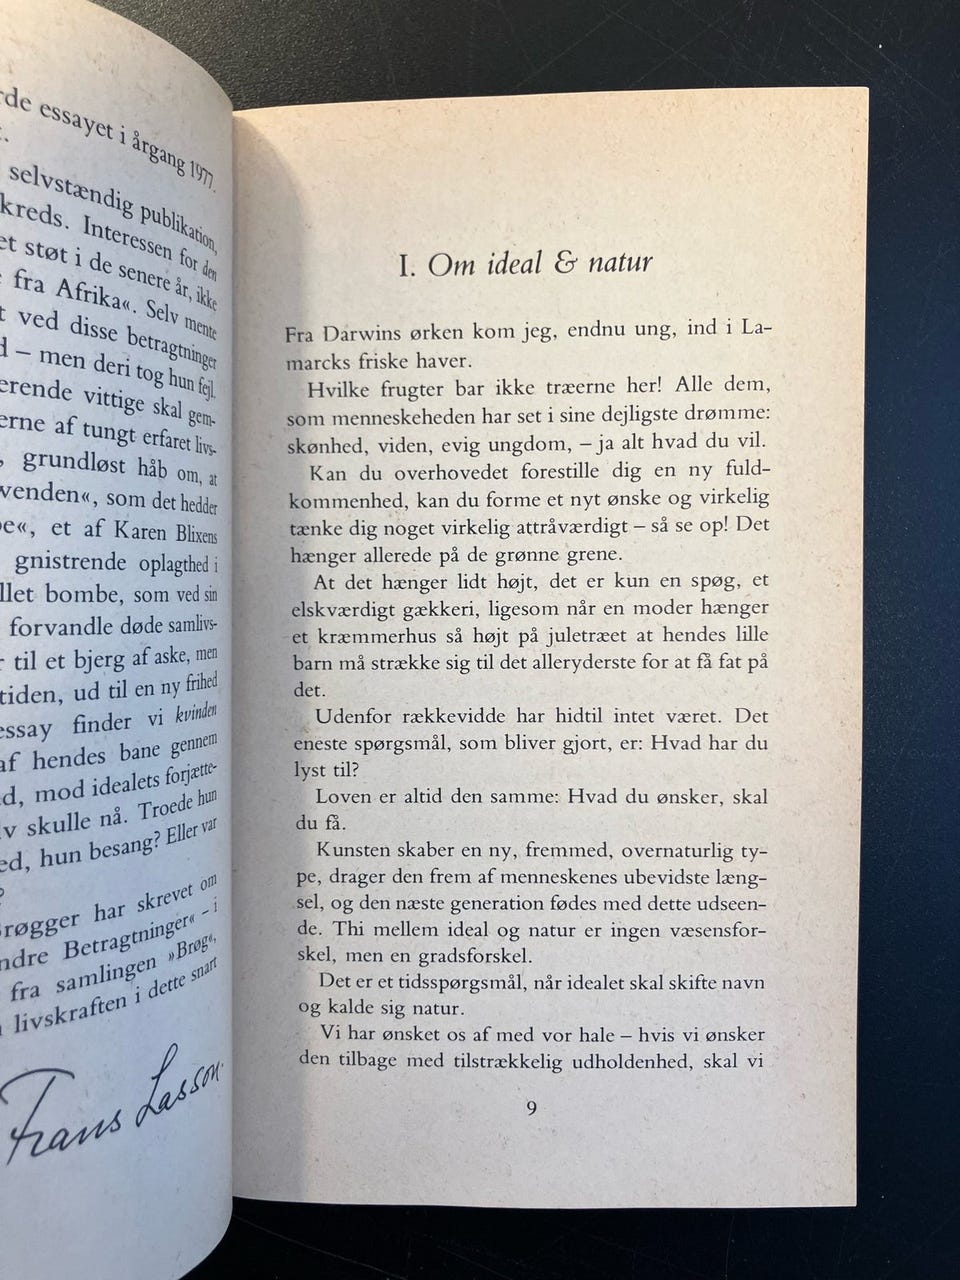 rde essayet i årgang 1977.
t.
selvstændig publikation,
kreds. Interessen for den
et støt i de senere år, ikke
fra Afrika«. Selv mente
t ved disse betragtninger
d – men deri tog hun fejl.
erende vittige skal gem-
erne af tungt erfaret livs-
, grundløst håb om, at
venden«, som det hedder
e«, et af Karen Blixens
gnistrende oplagthed i
llet bombe, som ved sin
forvandle døde samlivs-
r til et bjerg af aske, men
tiden, ud til en ny frihed
essay finder vi kvinden
af hendes bane gennem
d, mod idealets forjætte-
lv skulle nå. Troede hun
ed, hun besang? Eller var
?
røgger har skrevet om
ndre Betragtninger« – i
fra samlingen »Brøg«,
livskraften i dette snart
Frans Lasson.
I. Om ideal & natur
Fra Darwins ørken kom jeg, endnu ung, ind i La-
marcks friske haver.
Hvilke frugter bar ikke træerne her! Alle dem,
som menneskeheden har set i sine dejligste drømme:
skønhed, viden, evig ungdom, – ja alt hvad du vil.
Kan du overhovedet forestille dig en ny fuld-
kommenhed, kan du forme et nyt ønske og virkelig
tænke dig noget virkelig attråværdigt – så se op! Det
hænger allerede på de grønne grene.
At det hænger lidt højt, det er kun en spøg, et
elskværdigt gækkeri, ligesom når en moder hænger
et kræmmerhus så højt på juletræet at hendes lille
barn må strække sig til det alleryderste for at få fat på
det.
Udenfor rækkevidde har hidtil intet været. Det
eneste spørgsmål, som bliver gjort, er: Hvad har du
lyst til?
Loven er altid den samme: Hvad du ønsker, skal
du få.
Kunsten skaber en ny, fremmed, overnaturlig ty-
pe, drager den frem af menneskenes ubevidste læng-
sel, og den næste generation fødes med dette udseen-
de. Thi mellem ideal og natur er ingen væsensfor-
skel, men en gradsforskel.
Det er et tidsspørgsmål, når idealet skal skifte navn
og kalde sig natur.
Vi har ønsket os af med vor hale – hvis vi ønsker
den tilbage med tilstrækkelig udholdenhed, skal vi
9